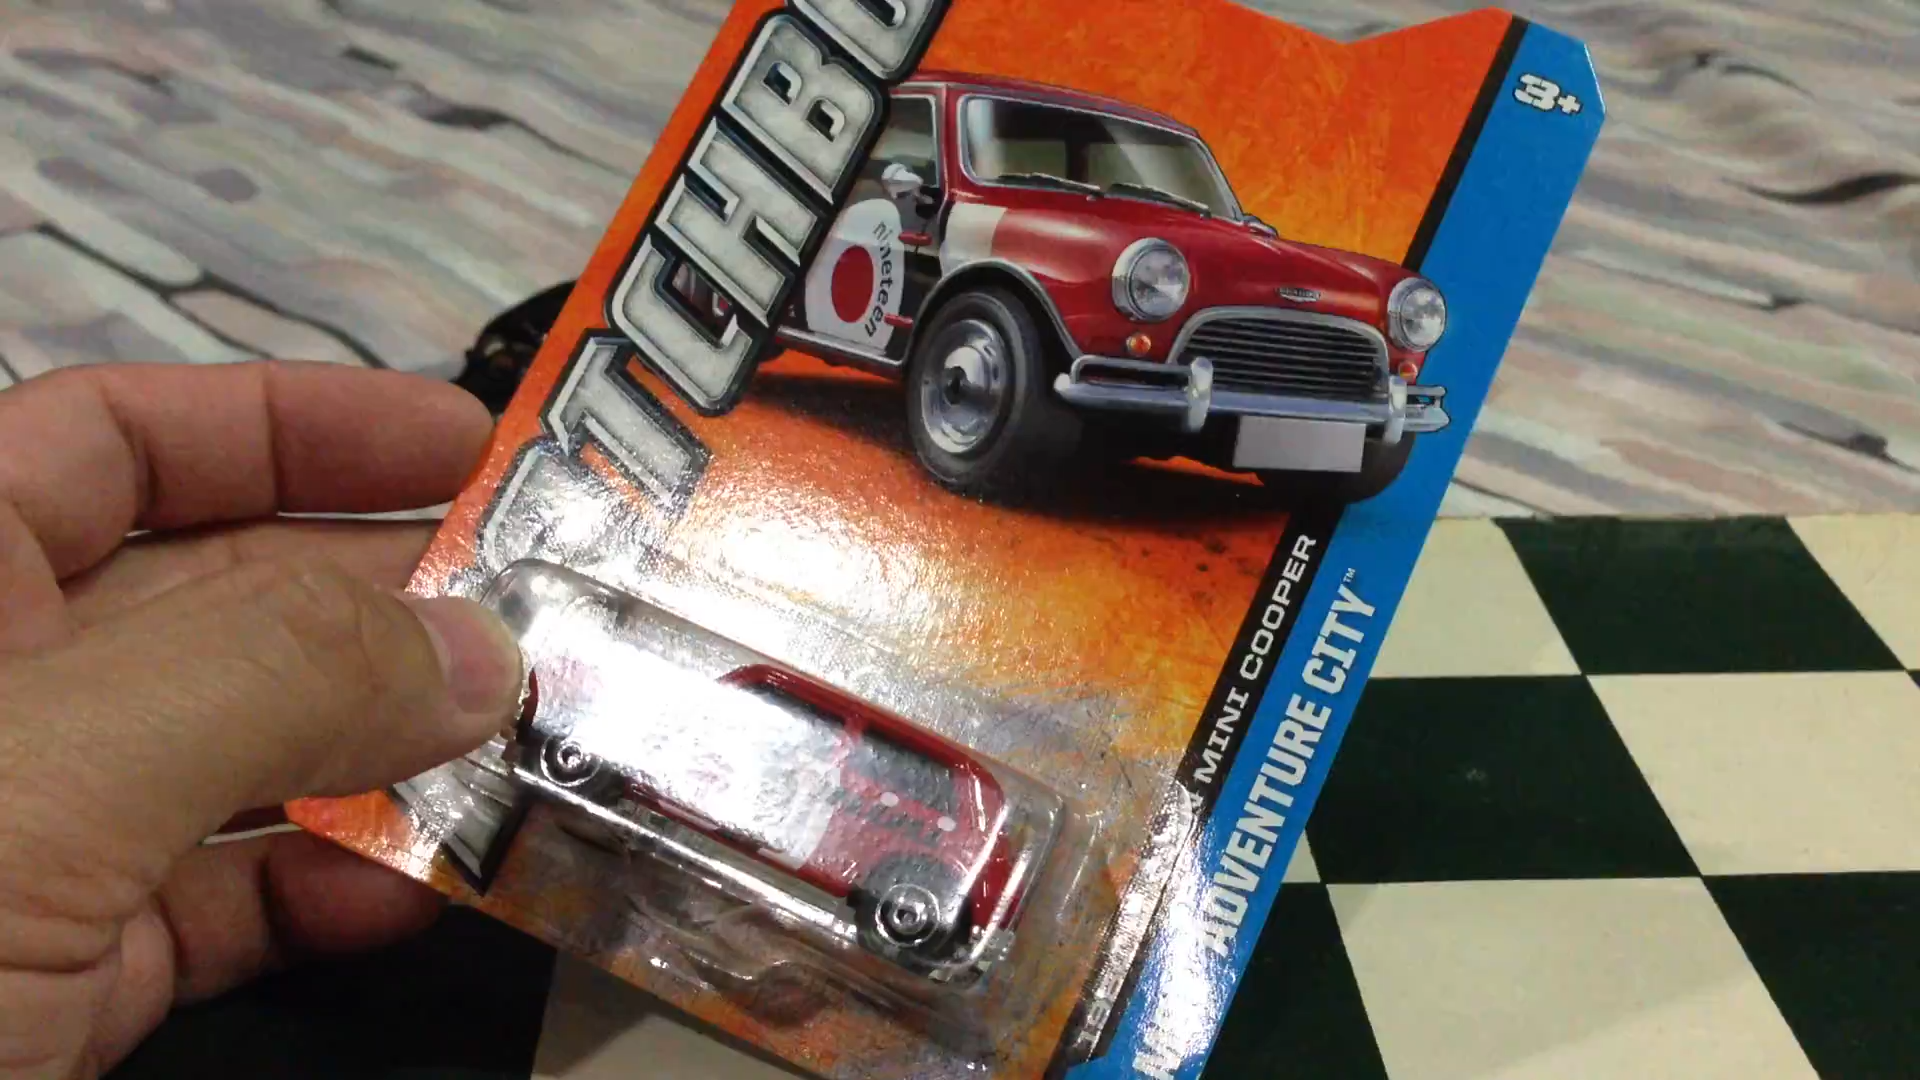 TCHBO
3+
nineteen
MINI COOPER
ADVENTURE CITY™